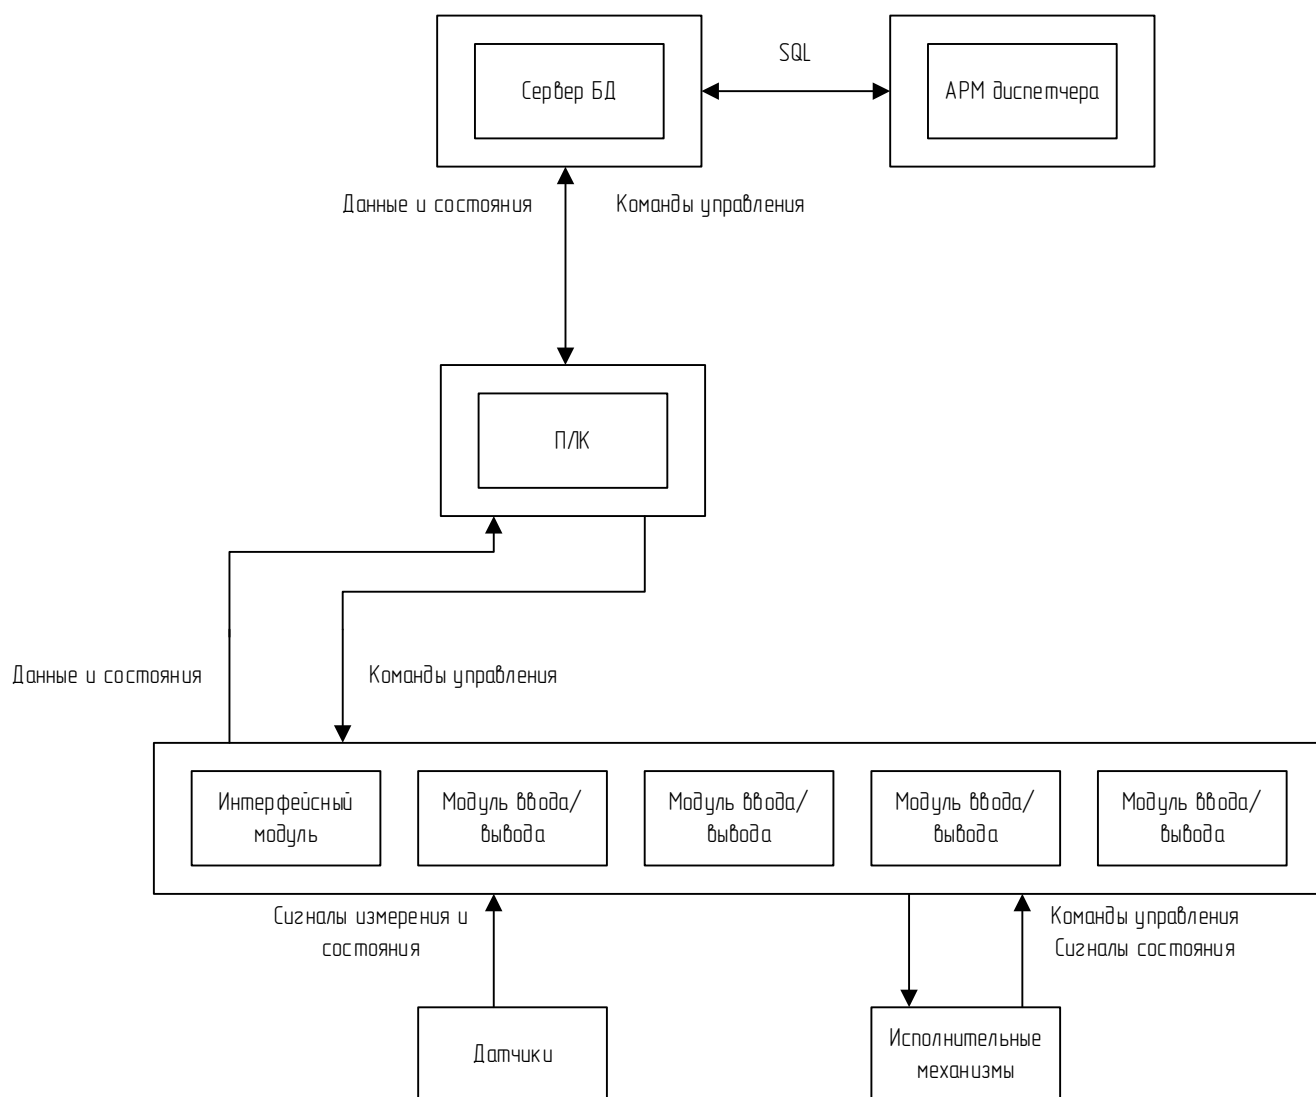 SQL
Сервер БД
АРМ диспетчера
Данные и состояния
Команды управления
ПЛК
Данные и состояния
Команды управления
Интерфейсный
модуль
Модуль ввода/
вывода
Модуль ввода/
вывода
Модуль ввода/
вывода
Модуль ввода/
вывода
Сигналы измерения и
состояния
Команды управления
Сигналы состояния
Датчики
Исполнительные
механизмы